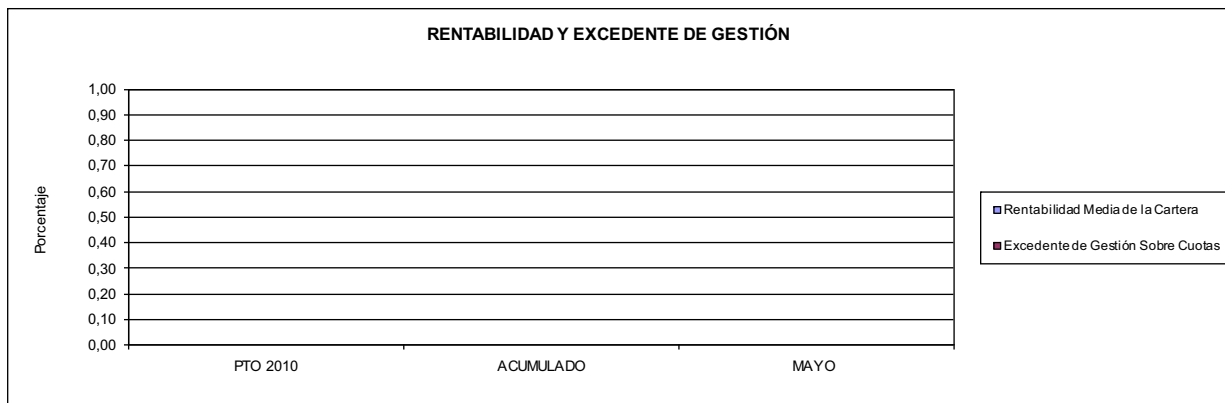 RENTABILIDAD Y EXCEDENTE DE GESTIÓN
1,00
0,90
0,80
0,70
0,60
0,50
0,40
0,30
0,20
0,10
0,00
Porcentaje
PTO 2010
ACUMULADO
MAYO
Rentabilidad Media de la Cartera
Excedente de Gestión Sobre Cuotas